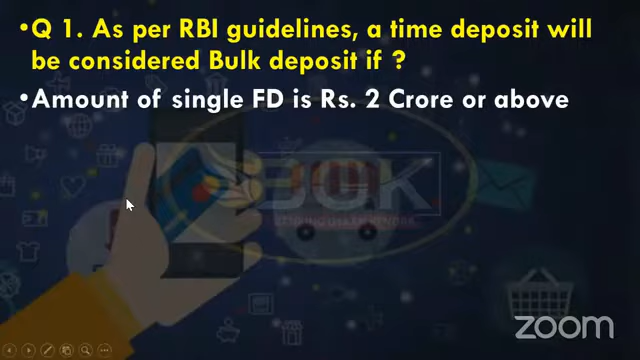 •Q 1. As per RBI guidelines, a time deposit will
be considered Bulk deposit if ?
•Amount of single FD is Rs. 2 Crore or above
BGK
zoom